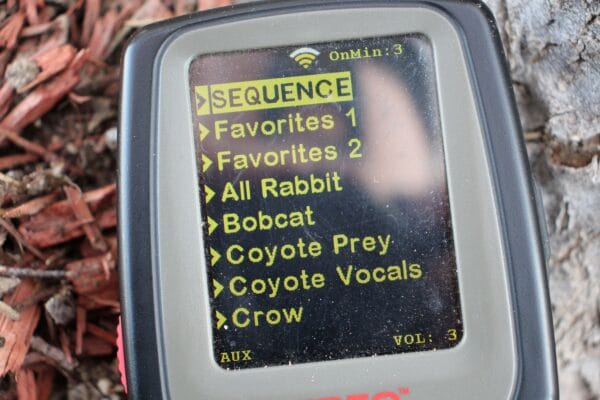 OnMin:3
>SEQUENCE
>Favorites 1
>Favorites 2
>All Rabbit
>Bobcat
>Coyote Prey
>Coyote Vocals
>Crow
AUX VOL: 3